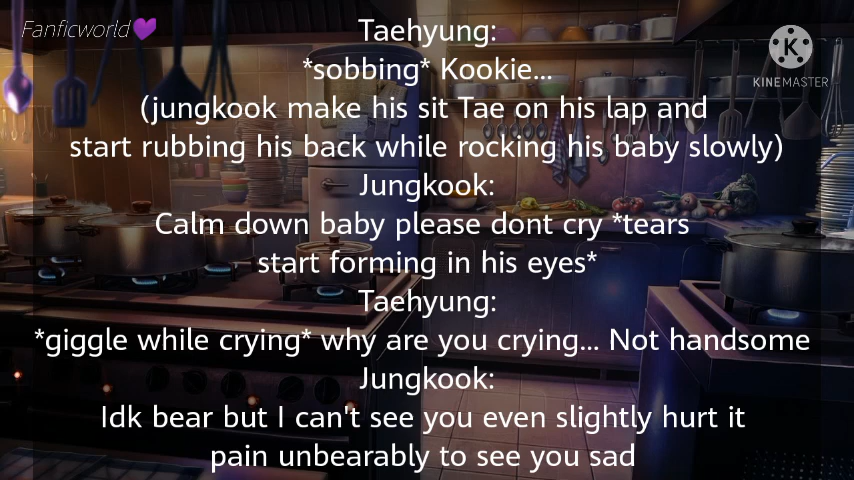 Fanficworld💜
K
KINEMASTER
Taehyung:
*sobbing* Kookie...
(jungkook make his sit Tae on his lap and
start rubbing his back while rocking his baby slowly)
Jungkook:
Calm down baby please dont cry *tears
start forming in his eyes*
Taehyung:
*giggle while crying* why are you crying... Not handsome
Jungkook:
Idk bear but I can't see you even slightly hurt it
pain unbearably to see you sad